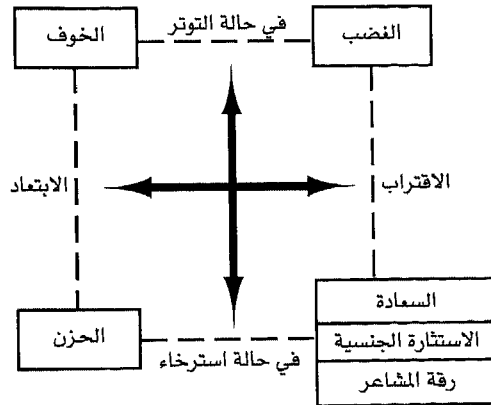 الغضب
في حالة التوتر
الخوف
الاقتراب
الابتعاد
السعادة
الاستثارة الجنسية
رقة المشاعر
في حالة استرخاء
الحزن